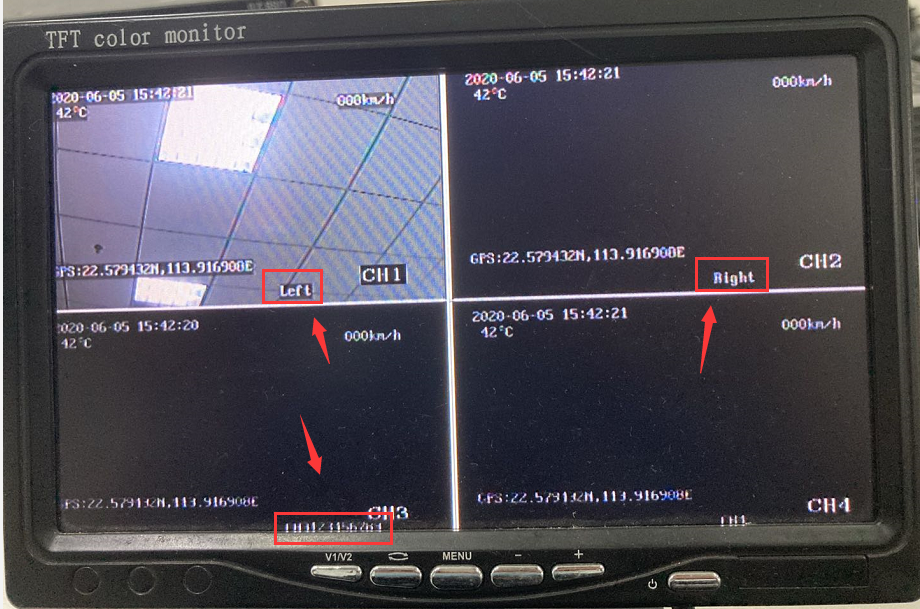 TFT color monitor
2020-06-05 15:42:21
42°C
000km/h
GPS:22.579432N,113.916908E
CH1
Left
2020-06-05 15:42:21
42°C
000km/h
GPS:22.579432N,113.916908E
CH2
Right
2020-06-05 15:42:20
42°C
000km/h
GPS:22.579432N,113.916908E
CH3
2020-06-05 15:42:21
42°C
000km/h
GPS:22.579432N,113.916908E
CH4
CH4
V1/V2
MENU
-
+